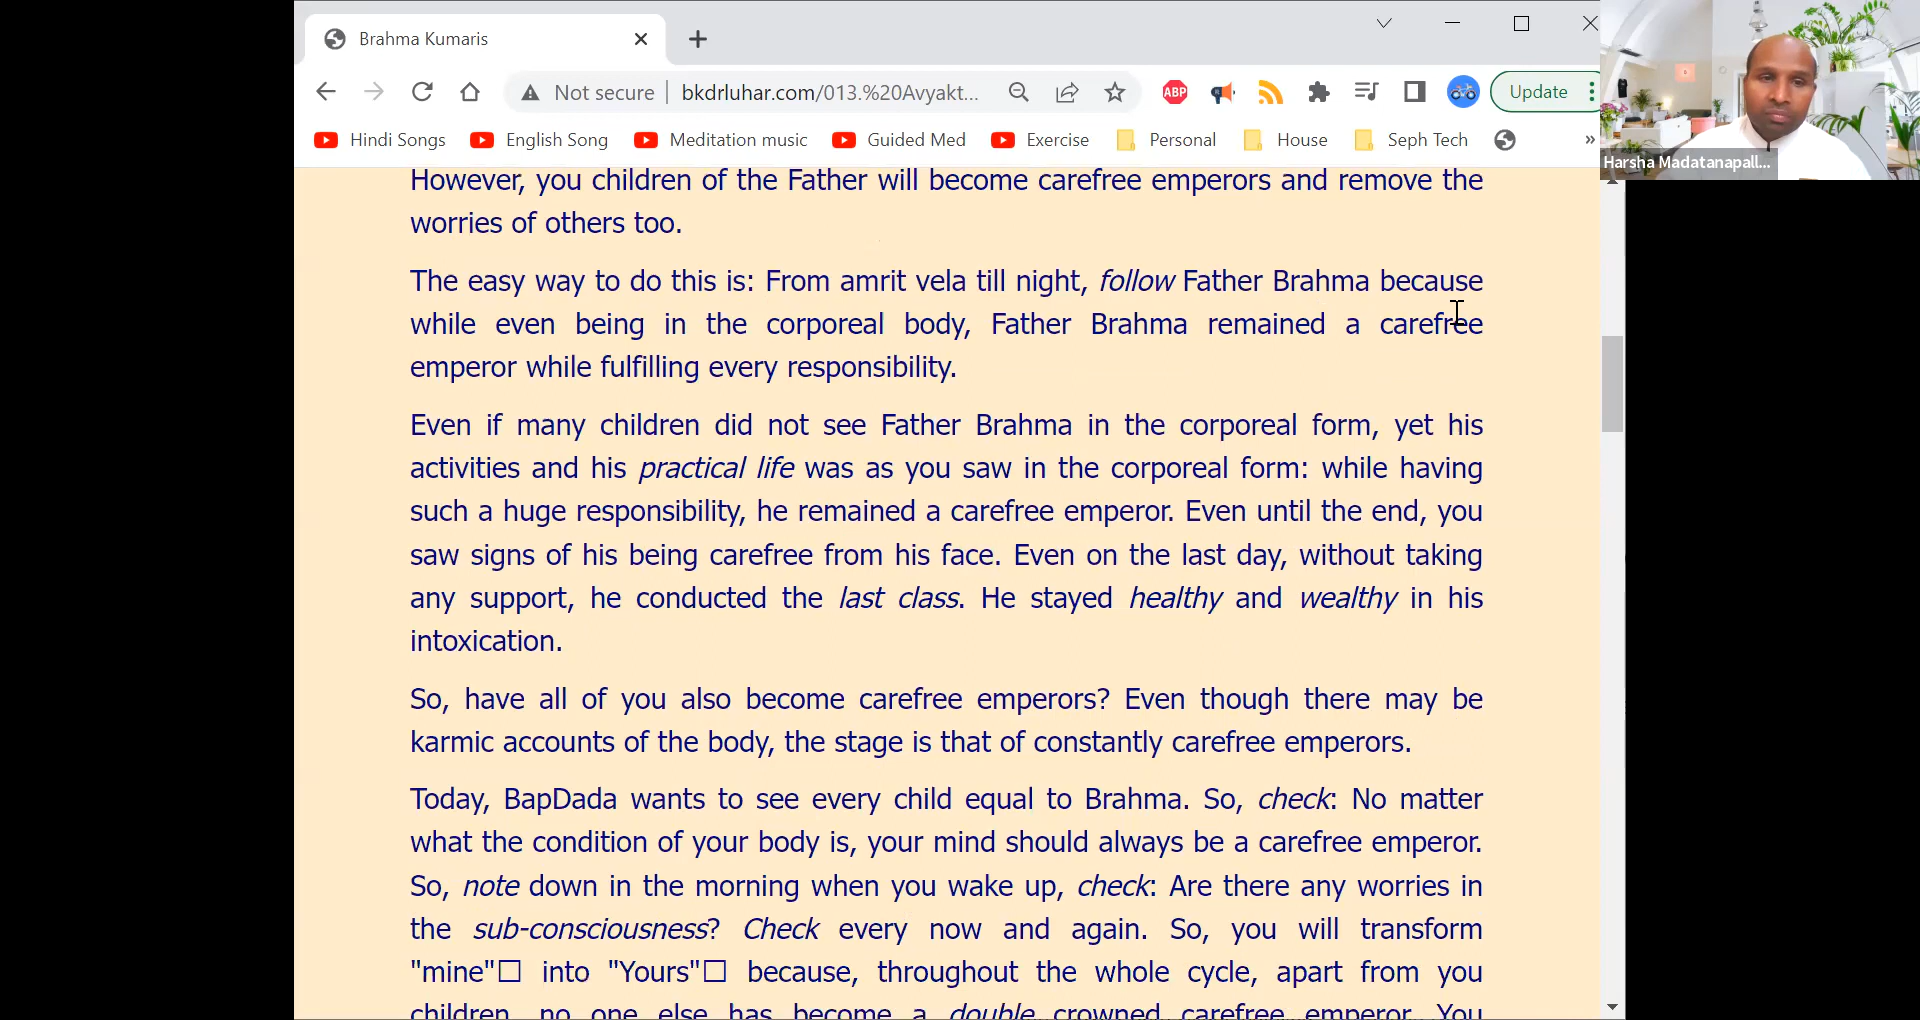 Brahma Kumaris
Not secure
bkdrluhar.com/013.%20Avyakt...
ABP
Update
Hindi Songs
English Song
Meditation music
Guided Med
Exercise
Personal
House
Seph Tech
»
Harsha Madatanapall...
However, you children of the Father will become carefree emperors and remove the
worries of others too.
The easy way to do this is: From amrit vela till night, follow Father Brahma because
while even being in the corporeal body, Father Brahma remained a carefree
emperor while fulfilling every responsibility.
Even if many children did not see Father Brahma in the corporeal form, yet his
activities and his practical life was as you saw in the corporeal form: while having
such a huge responsibility, he remained a carefree emperor. Even until the end, you
saw signs of his being carefree from his face. Even on the last day, without taking
any support, he conducted the last class. He stayed healthy and wealthy in his
intoxication.
So, have all of you also become carefree emperors? Even though there may be
karmic accounts of the body, the stage is that of constantly carefree emperors.
Today, BapDada wants to see every child equal to Brahma. So, check: No matter
what the condition of your body is, your mind should always be a carefree emperor.
So, note down in the morning when you wake up, check: Are there any worries in
the sub-consciousness? Check every now and again. So, you will transform
"mine"□ into "Yours"□ because, throughout the whole cycle, apart from you
children, no one else has become a double crowned carefree emperor. You